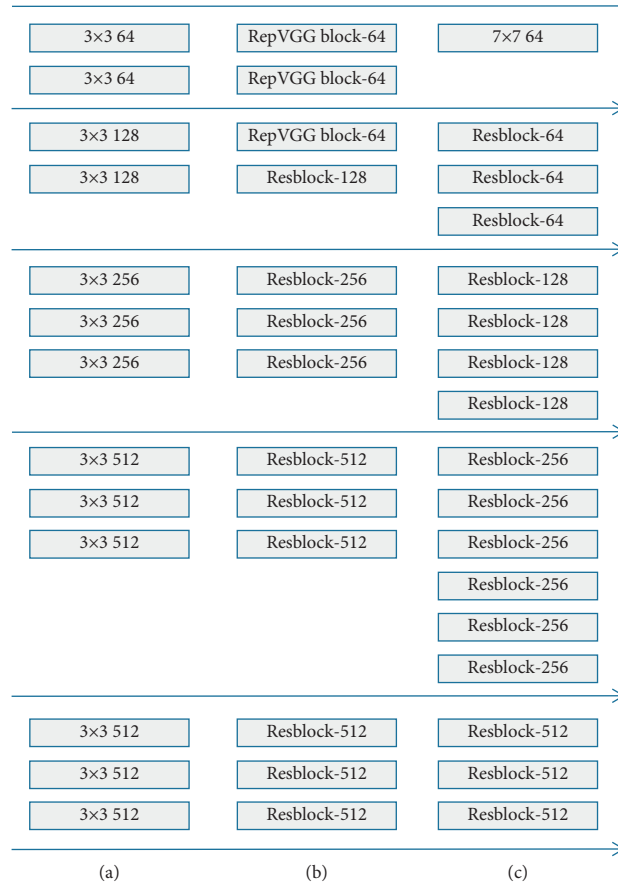 3×3 64 RepVGG block-64 7×7 64
3×3 64 RepVGG block-64
3×3 128 RepVGG block-64 Resblock-64
3×3 128 Resblock-128 Resblock-64
Resblock-64
3×3 256 Resblock-256 Resblock-128
3×3 256 Resblock-256 Resblock-128
3×3 256 Resblock-256 Resblock-128
Resblock-128
3×3 512 Resblock-512 Resblock-256
3×3 512 Resblock-512 Resblock-256
3×3 512 Resblock-512 Resblock-256
Resblock-256
Resblock-256
Resblock-256
3×3 512 Resblock-512 Resblock-512
3×3 512 Resblock-512 Resblock-512
3×3 512 Resblock-512 Resblock-512
(a) (b) (c)